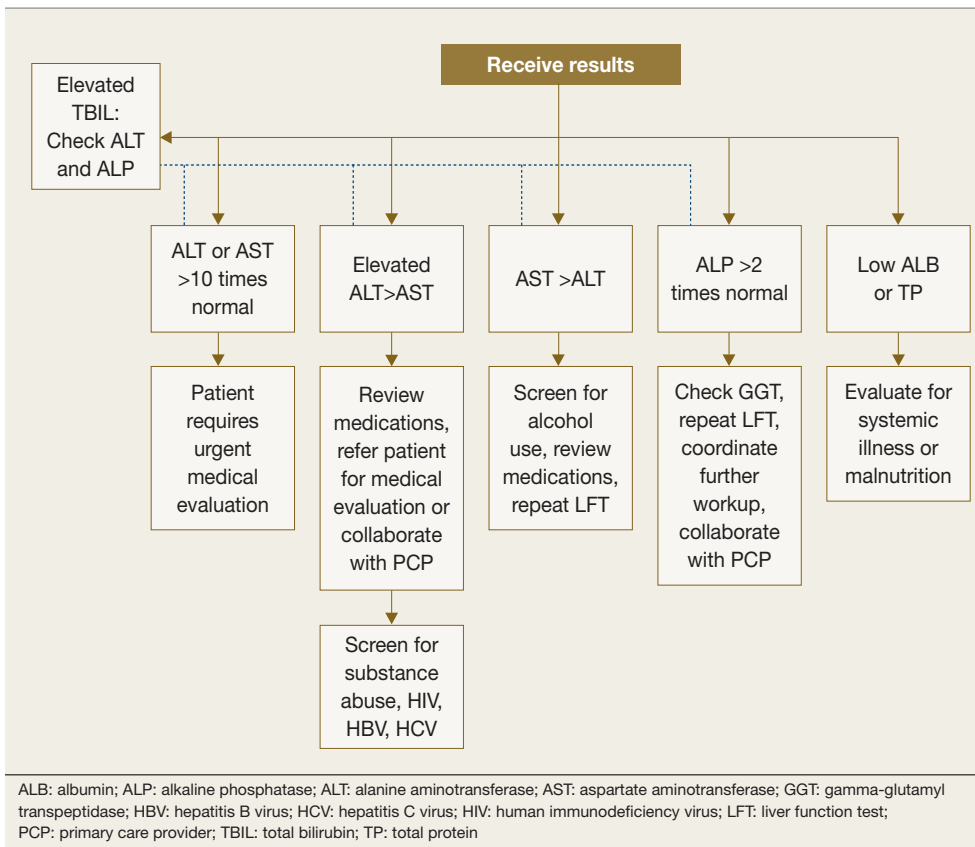 Receive results
Elevated
TBIL:
Check ALT
and ALP
ALT or AST
>10 times
normal
Elevated
ALT>AST
AST >ALT
ALP >2
times normal
Low ALB
or TP
Patient
requires
urgent
medical
evaluation
Review
medications,
refer patient
for medical
evaluation or
collaborate
with PCP
Screen for
alcohol
use, review
medications,
repeat LFT
Check GGT,
repeat LFT,
coordinate
further
workup,
collaborate
with PCP
Evaluate for
systemic
illness or
malnutrition
Screen for
substance
abuse, HIV,
HBV, HCV
ALB: albumin; ALP: alkaline phosphatase; ALT: alanine aminotransferase; AST: aspartate aminotransferase; GGT: gamma-glutamyl
transpeptidase; HBV: hepatitis B virus; HCV: hepatitis C virus; HIV: human immunodeficiency virus; LFT: liver function test;
PCP: primary care provider; TBIL: total bilirubin; TP: total protein